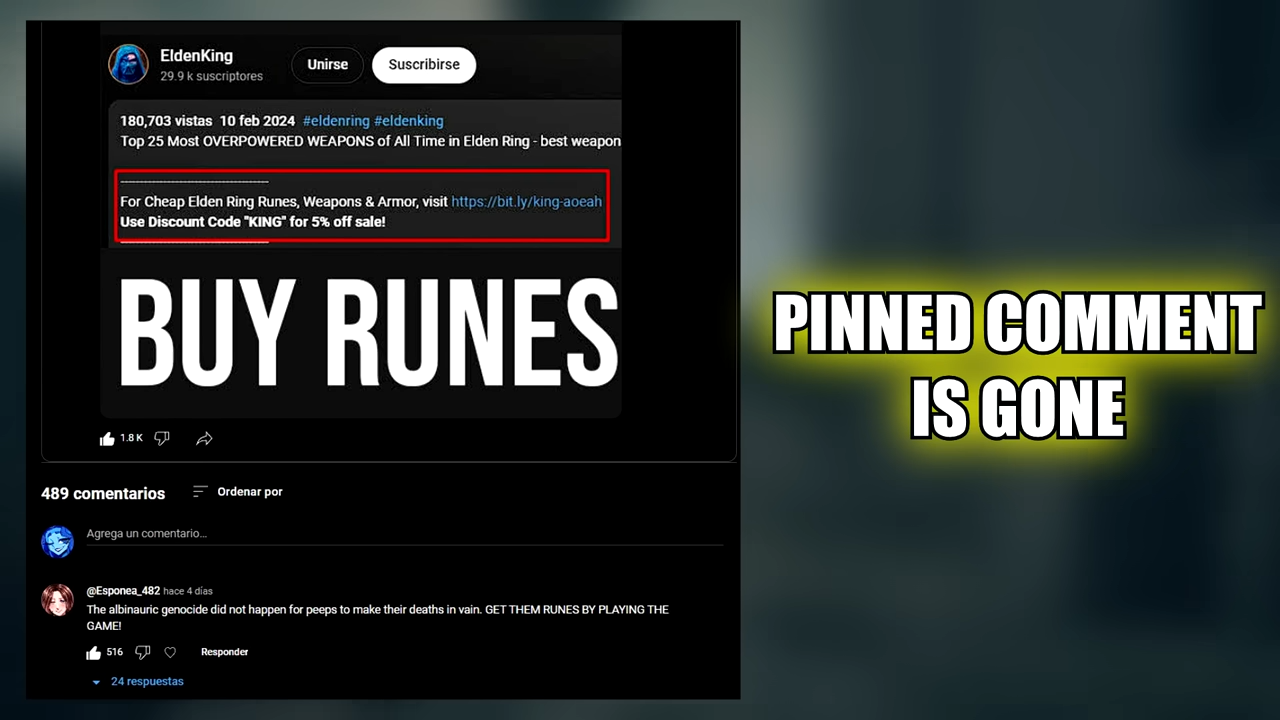 EldenKing
29.9 k suscriptores
Unirse
Suscribirse
180,703 vistas 10 feb 2024 #eldenring #eldenking
Top 25 Most OVERPOWERED WEAPONS of All Time in Elden Ring - best weapon
------------------------------------
For Cheap Elden Ring Runes, Weapons & Armor, visit https://bit.ly/king-aoeah
Use Discount Code "KING" for 5% off sale!
------------------------------------
BUY RUNES
1.8 K
489 comentarios
Ordenar por
Agrega un comentario...
@Esponea_482 hace 4 días
The albinauric genocide did not happen for peeps to make their deaths in vain. GET THEM RUNES BY PLAYING THE
GAME!
516
Responder
24 respuestas
PINNED COMMENT
IS GONE